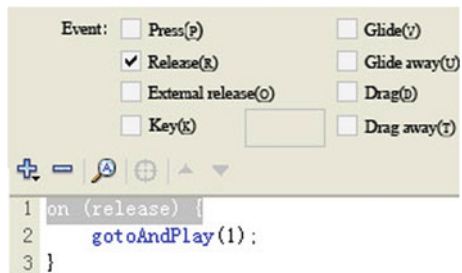 Event: Press(P) Glide(V)
Release(R) Glide away(U)
External release(O) Drag(D)
Key(K) Drag away(T)
1 on (release) {
2 gotoAndPlay(1);
3 }